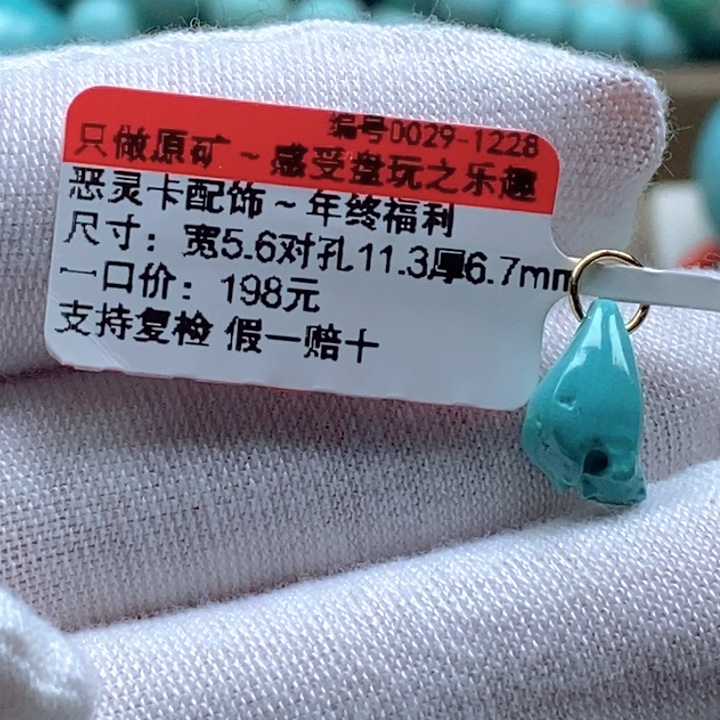 编号0029-1228
只做原矿~感受盘玩之乐趣
恶灵卡配饰~年终福利
尺寸：宽5.6对孔11.3厚6.7mm
一口价：198元
支持复检 假一赔十